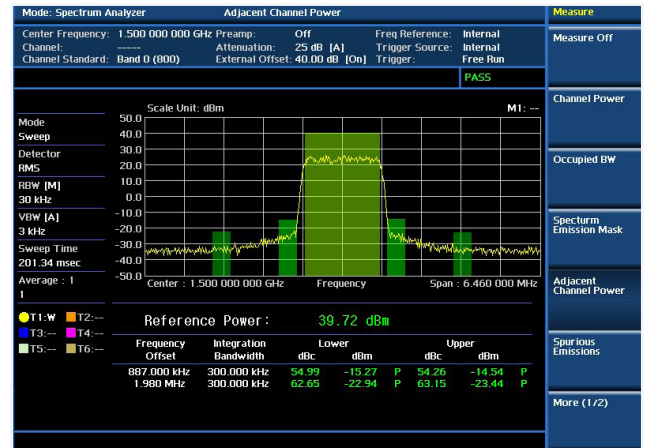 Mode: Spectrum Analyzer Adjacent Channel Power Measure
Center Frequency: 1.500 000 000 GHz Preamp: Off Freq Reference: Internal
Channel: ----- Attenuation: 25 dB [A] Trigger Source: Internal
Channel Standard: Band 0 (800) External Offset: 40.00 dB [On] Trigger: Free Run
PASS
Measure Off
Channel Power
Occupied BW
Specturm
Emission Mask
Adjacent
Channel Power
Spurious
Emissions
More (1/2)
Mode
Sweep
Detector
RMS
RBW [M]
30 kHz
VBW [A]
3 kHz
Sweep Time
201.34 msec
Average : 1
1
T1:W T2:--
T3:-- T4:--
T5:-- T6:--
Scale Unit: dBm M1: --
50.0
40.0
30.0
20.0
10.0
0.0
-10.0
-20.0
-30.0
-40.0
-50.0
Center : 1.500 000 000 GHz Frequency Span : 6.460 000 MHz
Reference Power: 39.72 dBm
Frequency Integration Lower Upper
Offset Bandwidth dBc dBm dBc dBm
887.000 kHz 300.000 kHz 54.99 -15.27 P 54.26 -14.54 P
1.980 MHz 300.000 kHz 62.65 -22.94 P 63.15 -23.44 P